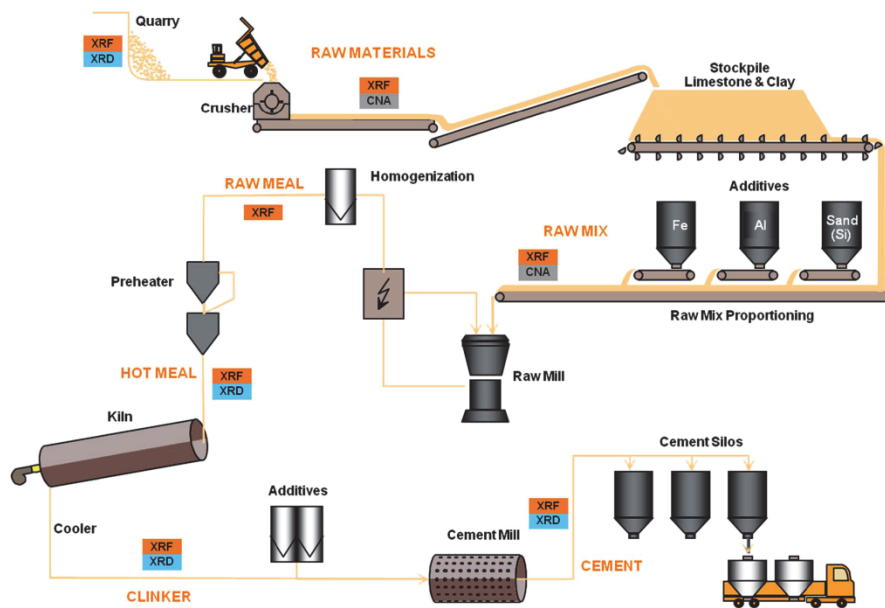 Quarry
XRF
XRD
RAW MATERIALS
XRF
CNA
Crusher
Stockpile
Limestone & Clay
Homogenization
RAW MEAL
XRF
Additives
Fe
Al
Sand
(Si)
RAW MIX
XRF
CNA
Raw Mix Proportioning
Preheater
Raw Mill
HOT MEAL
XRF
XRD
Kiln
Cement Silos
Additives
Cooler
XRF
XRD
Cement Mill
XRF
XRD
CLINKER
CEMENT